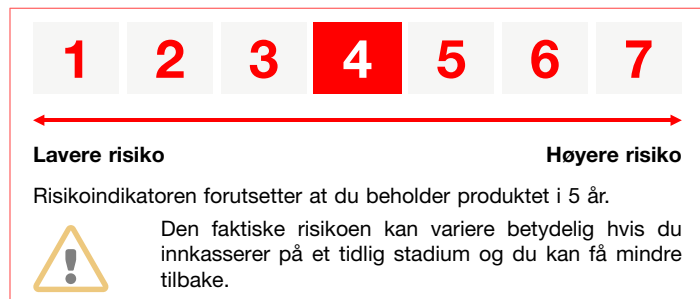 1 2 3 4 5 6 7
Lavere risiko Høyere risiko
Risikoindikatoren forutsetter at du beholder produktet i 5 år.
Den faktiske risikoen kan variere betydelig hvis du
innkasserer på et tidlig stadium og du kan få mindre
tilbake.